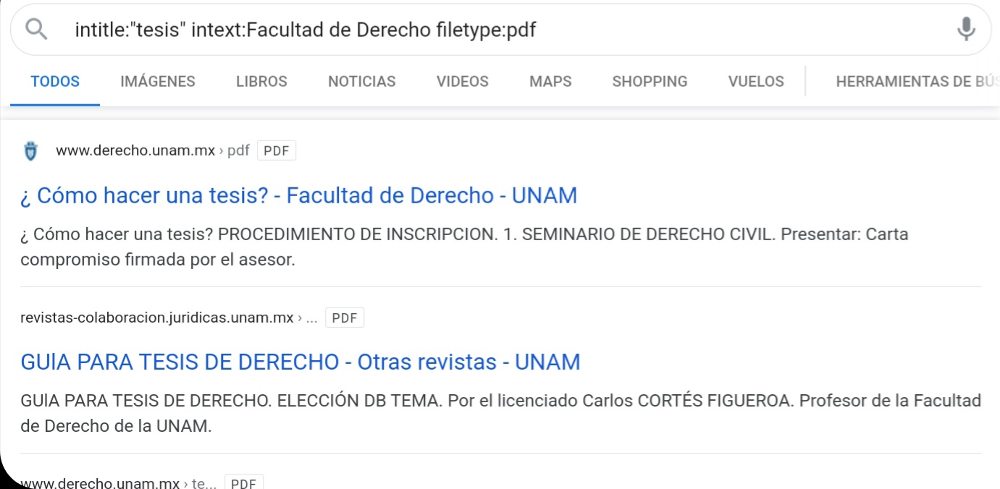 intitle:"tesis" intext:Facultad de Derecho filetype:pdf
TODOS IMÁGENES LIBROS NOTICIAS VIDEOS MAPS SHOPPING VUELOS HERRAMIENTAS DE BÚS
www.derecho.unam.mx › pdf PDF
¿ Cómo hacer una tesis? - Facultad de Derecho - UNAM
¿ Cómo hacer una tesis? PROCEDIMIENTO DE INSCRIPCION. 1. SEMINARIO DE DERECHO CIVIL. Presentar: Carta
compromiso firmada por el asesor.
revistas-colaboracion.juridicas.unam.mx › ... PDF
GUlA PARA TESIS DE DERECHO - Otras revistas - UNAM
GUlA PARA TESIS DE DERECHO. ELECCIÓN DB TEMA. Por el licenciado Carlos CORTÉS FIGUEROA. Profesor de la Facultad
de Derecho de la UNAM.
www.derecho.unam.mx › te... PDF